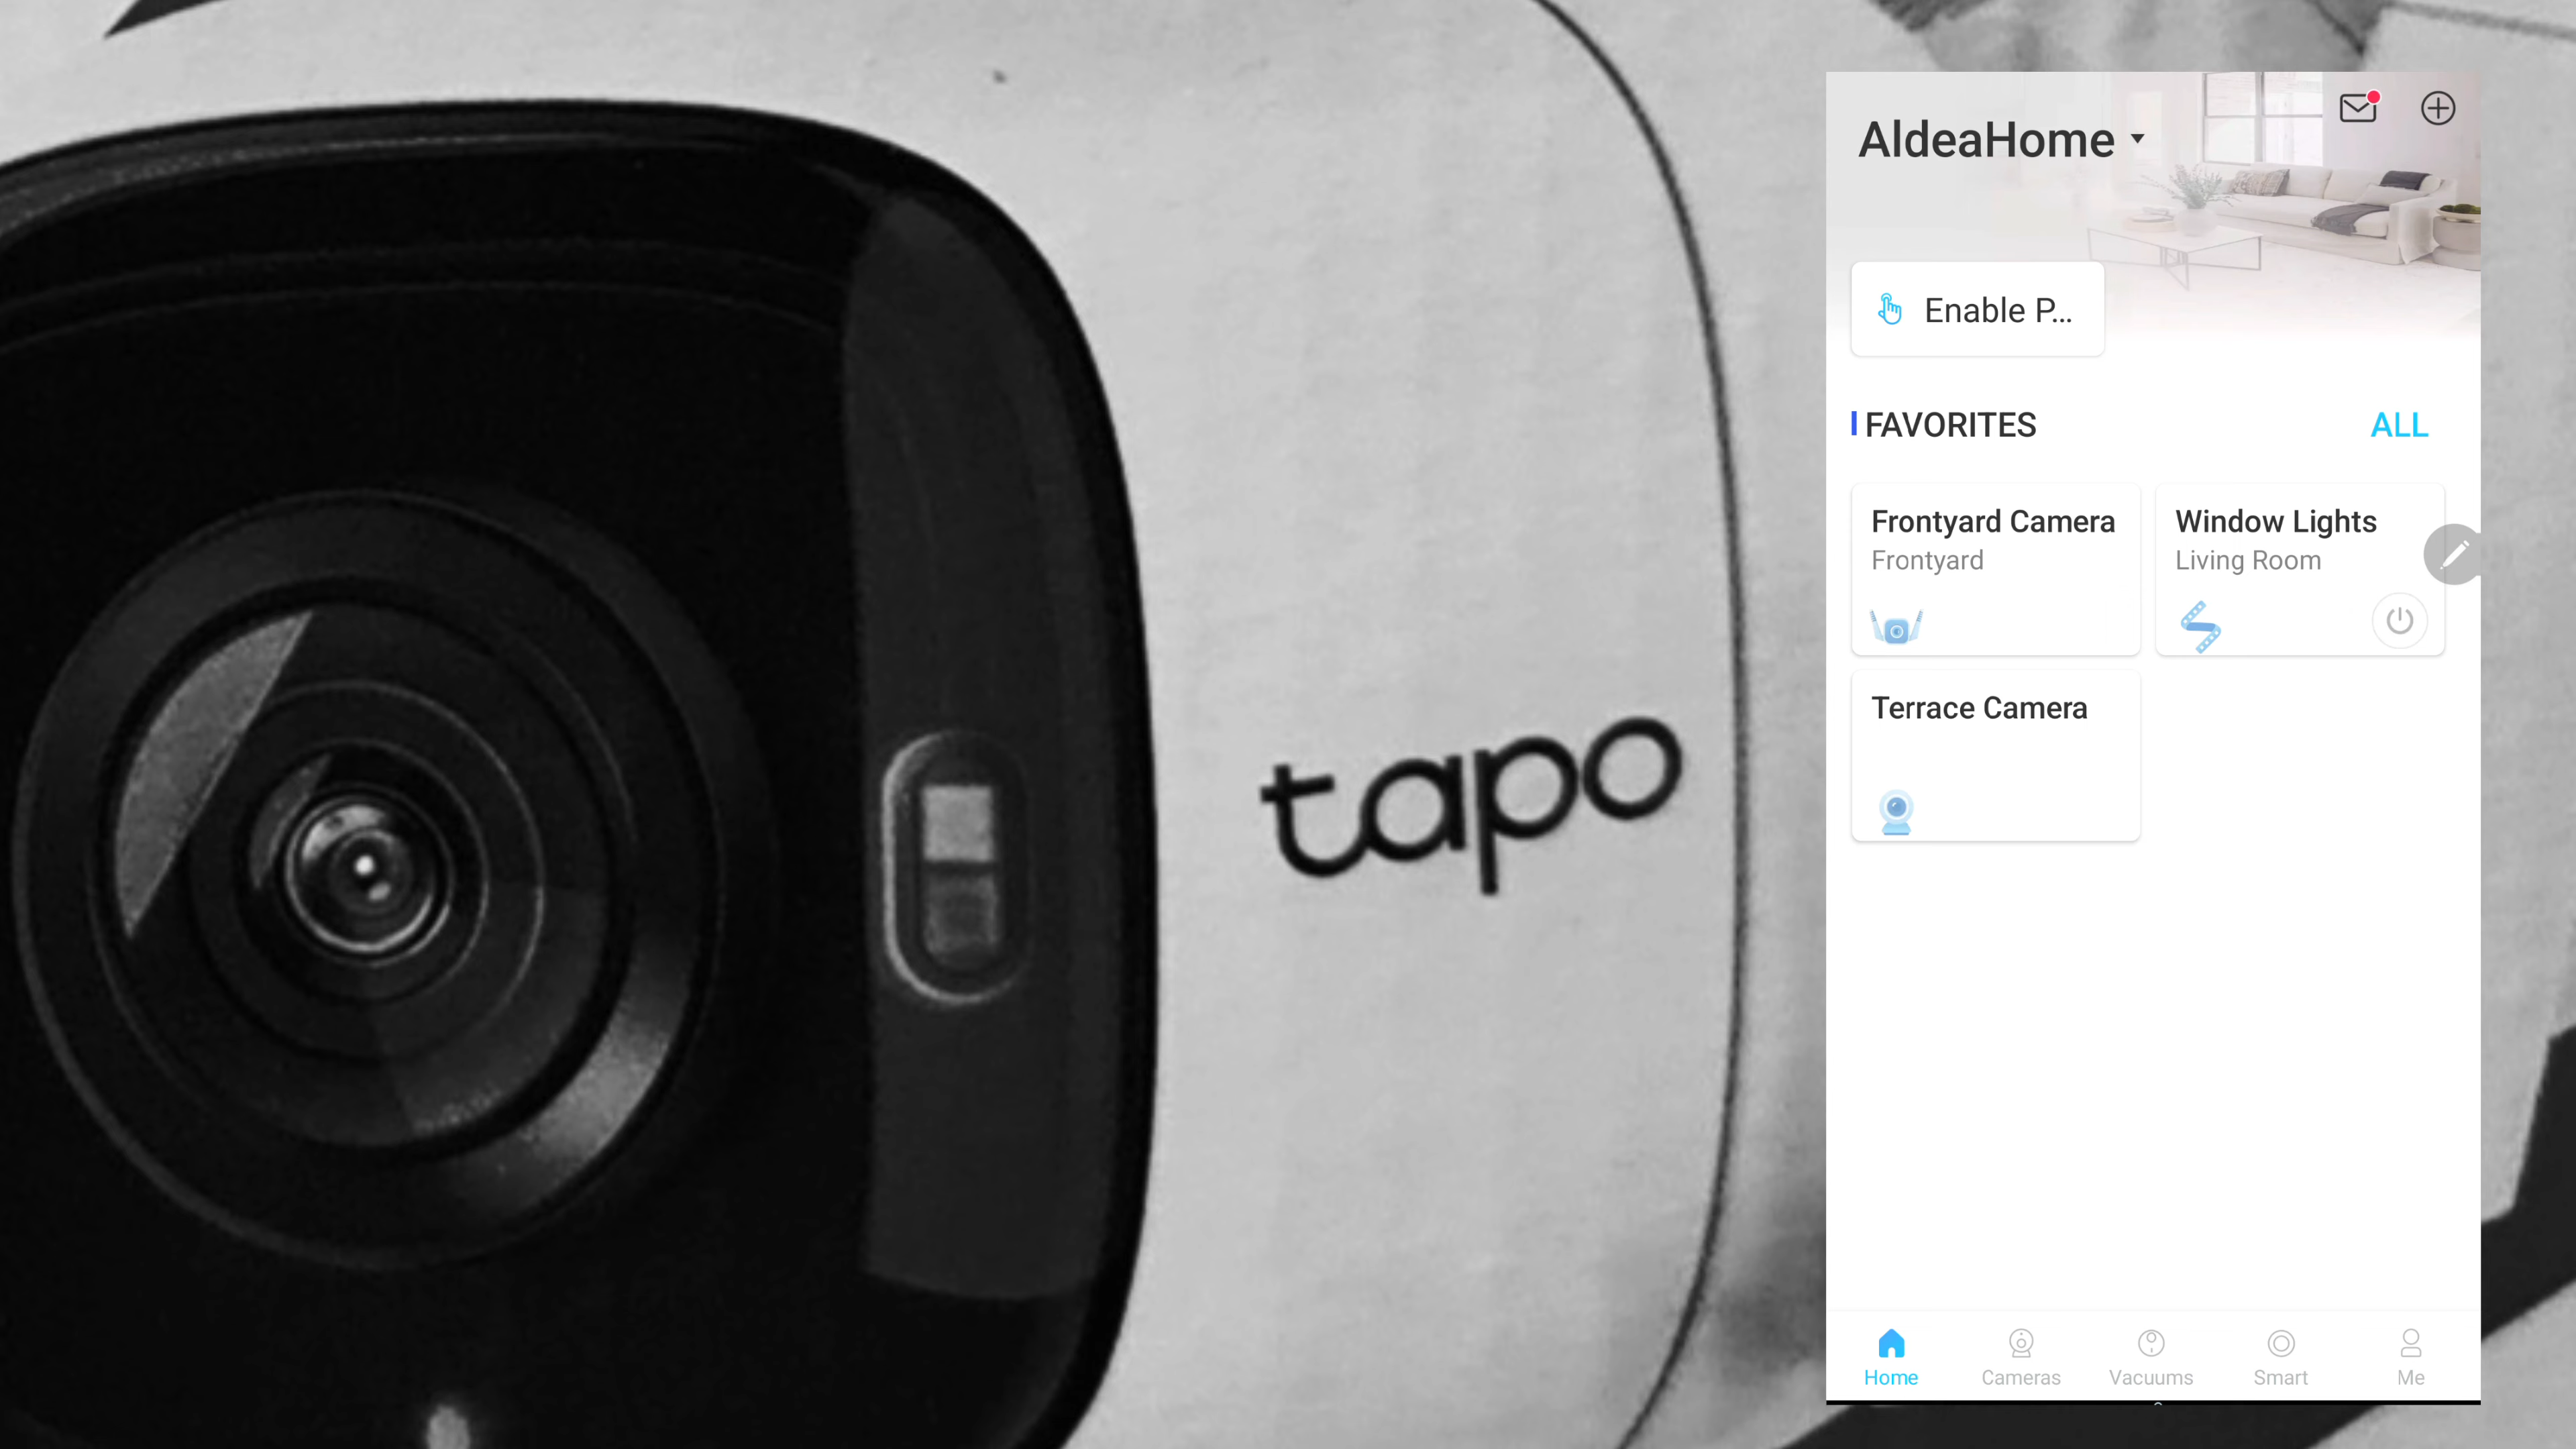 tapo
AldeaHome
Enable P...
FAVORITES
ALL
Frontyard Camera
Frontyard
Window Lights
Living Room
Terrace Camera
Home
Cameras
Vacuums
Smart
Me